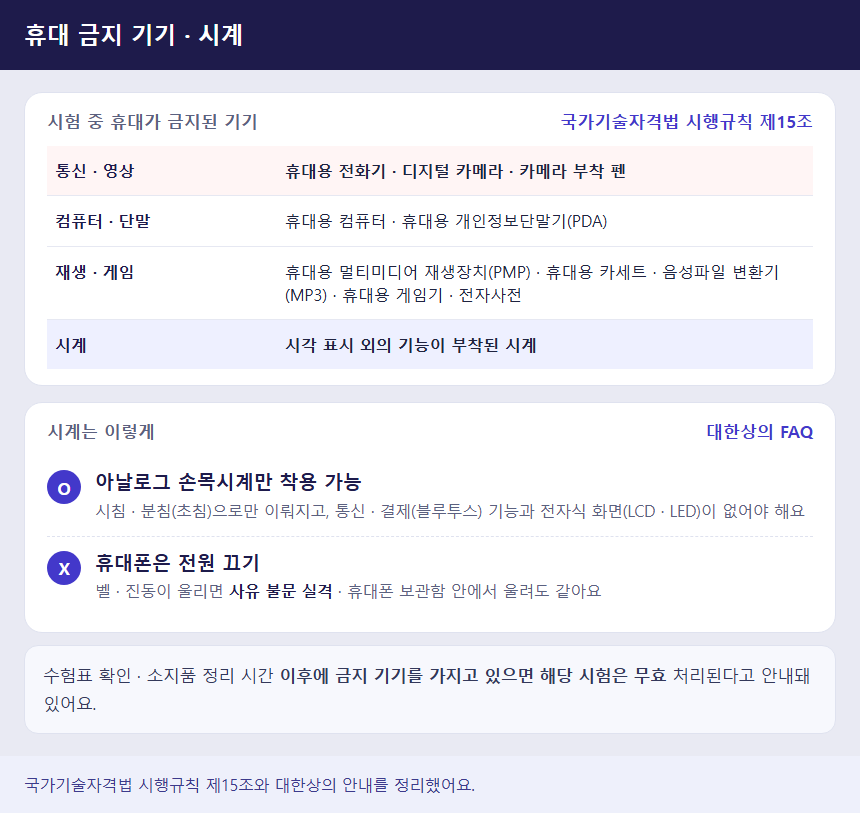 휴대 금지 기기 · 시계
시험 중 휴대가 금지된 기기
국가기술자격법 시행규칙 제15조
통신 · 영상
휴대용 전화기 · 디지털 카메라 · 카메라 부착 펜
컴퓨터 · 단말
휴대용 컴퓨터 · 휴대용 개인정보단말기(PDA)
재생 · 게임
휴대용 멀티미디어 재생장치(PMP) · 휴대용 카세트 · 음성파일 변환기
(MP3) · 휴대용 게임기 · 전자사전
시계
시각 표시 외의 기능이 부착된 시계
시계는 이렇게
대한상의 FAQ
O
아날로그 손목시계만 착용 가능
시침 · 분침(초침)으로만 이뤄지고, 통신 · 결제(블루투스) 기능과 전자식 화면(LCD · LED)이 없어야 해요
X
휴대폰은 전원 끄기
벨 · 진동이 울리면 사유 불문 실격 · 휴대폰 보관함 안에서 울려도 같아요
수험표 확인 · 소지품 정리 시간 이후에 금지 기기를 가지고 있으면 해당 시험은 무효 처리된다고 안내돼
있어요.
국가기술자격법 시행규칙 제15조와 대한상의 안내를 정리했어요.